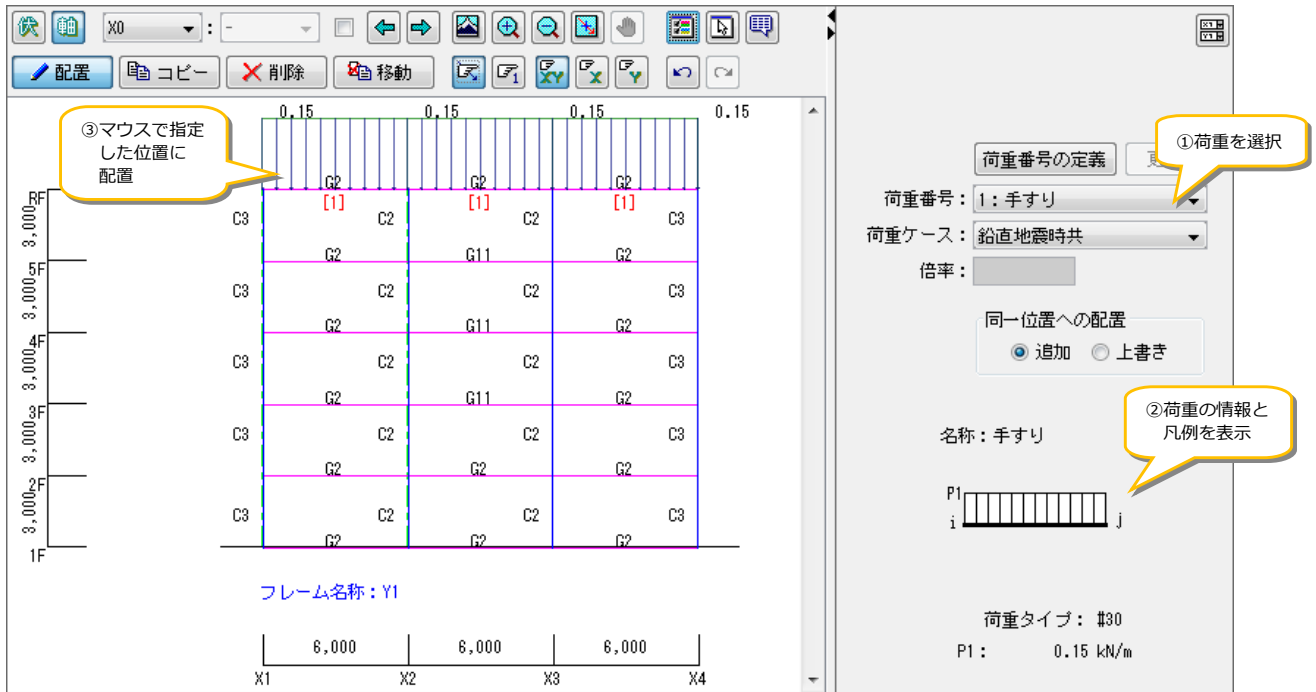 伏
X0 : -
配置 コピー 削除 移動
1 XY X Y
0.15 0.15 0.15 0.15
③マウスで指定
した位置に
配置
G2 G2 G2
RF
[1] [1] [1]
C3 C2 C2 C3
3,000
G2 G11 G2
5F
C3 C2 C2 C3
3,000
G2 G11 G2
4F
C3 C2 C2 C3
3,000
G2 G11 G2
3F
C3 C2 C2 C3
3,000
G2 G2 G2
2F
C3 C2 C2 C3
3,000
G2 G2 G2
1F
フレーム名称：Y1
6,000 6,000 6,000
X1 X2 X3 X4
①荷重を選択
荷重番号の定義
荷重番号： 1：手すり
荷重ケース： 鉛直地震時共
倍率：
同一位置への配置
追加 上書き
②荷重の情報と
凡例を表示
名称：手すり
P1
i j
荷重タイプ： #30
P1： 0.15 kN/m